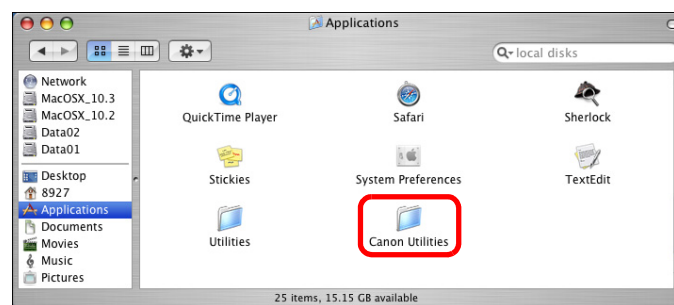 Applications
local disks
Network
MacOSX_10.3
MacOSX_10.2
Data02
Data01
Desktop
8927
Applications
Documents
Movies
Music
Pictures
QuickTime Player
Safari
Sherlock
Stickies
System Preferences
TextEdit
Utilities
Canon Utilities
25 items, 15.15 GB available